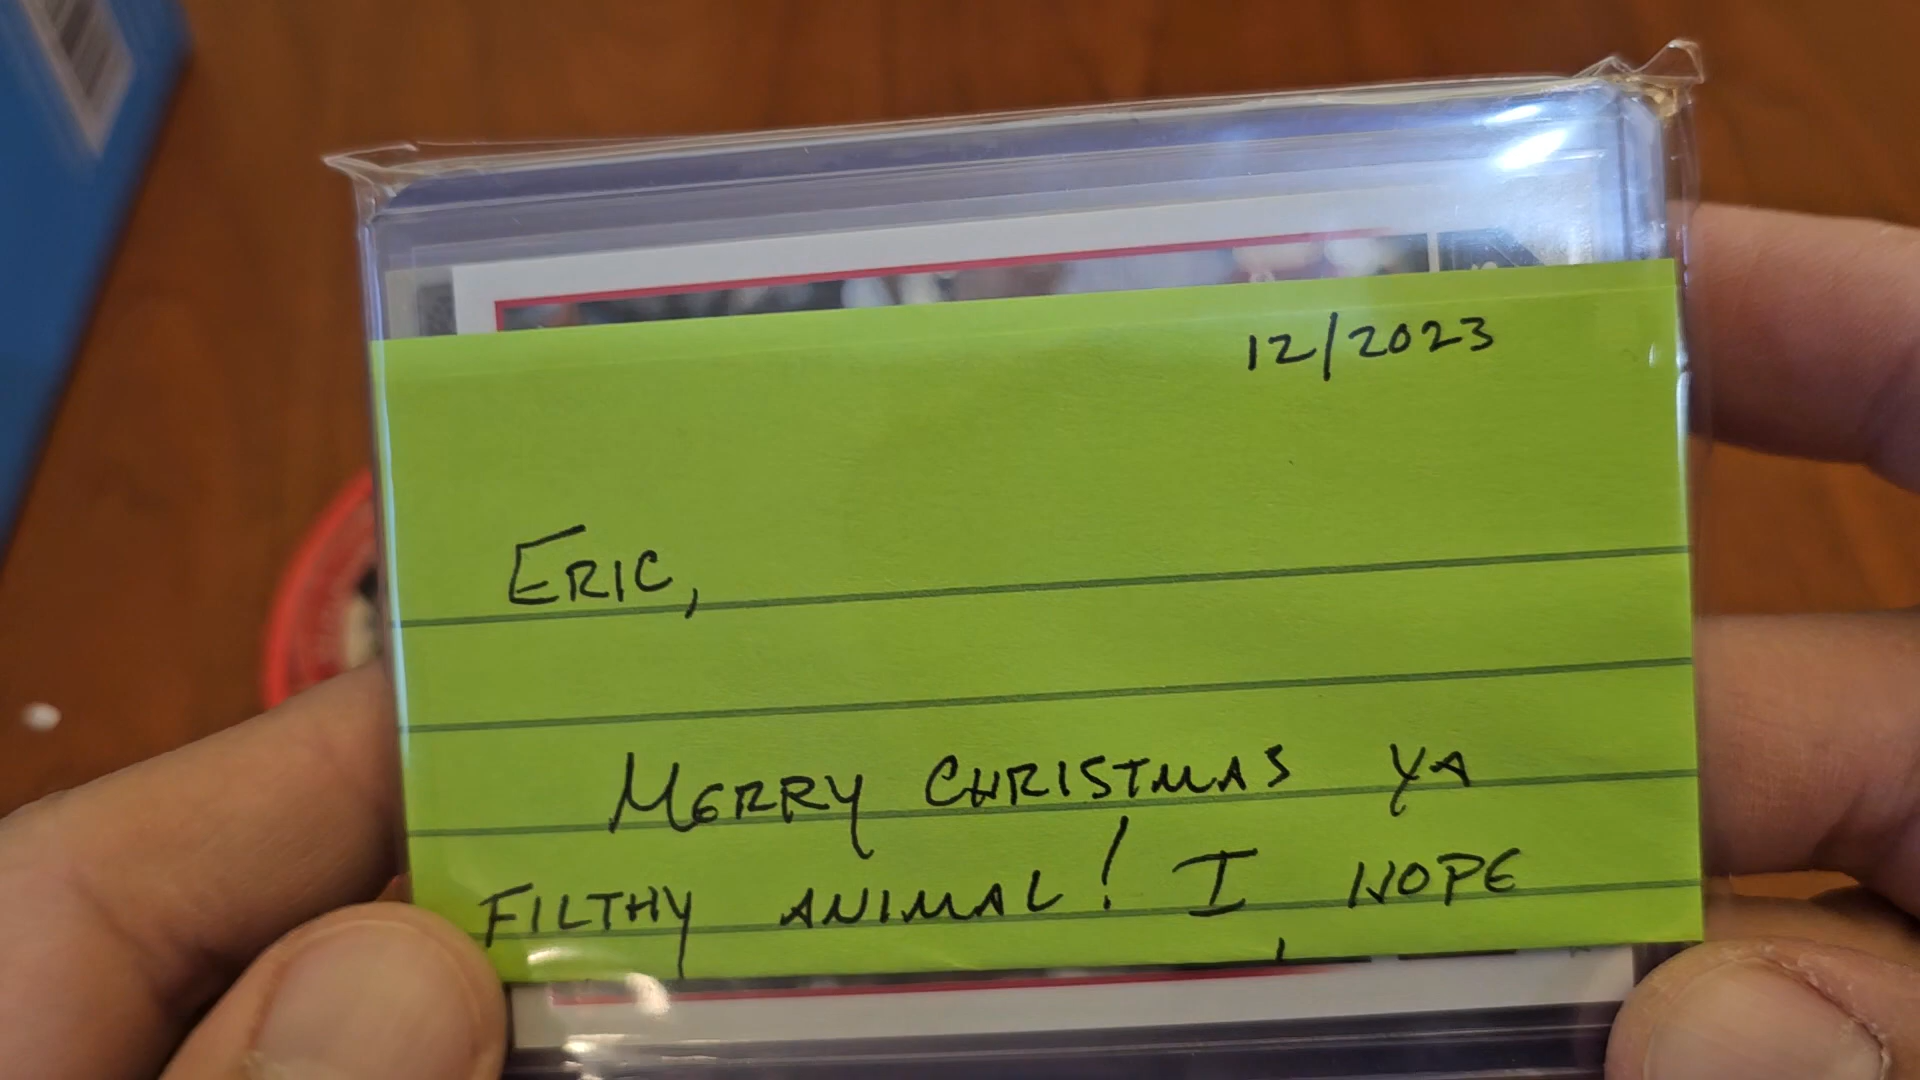 12/2023
ERIC,
MERRY CHRISTMAS YA
FILTHY ANIMAL! I HOPE